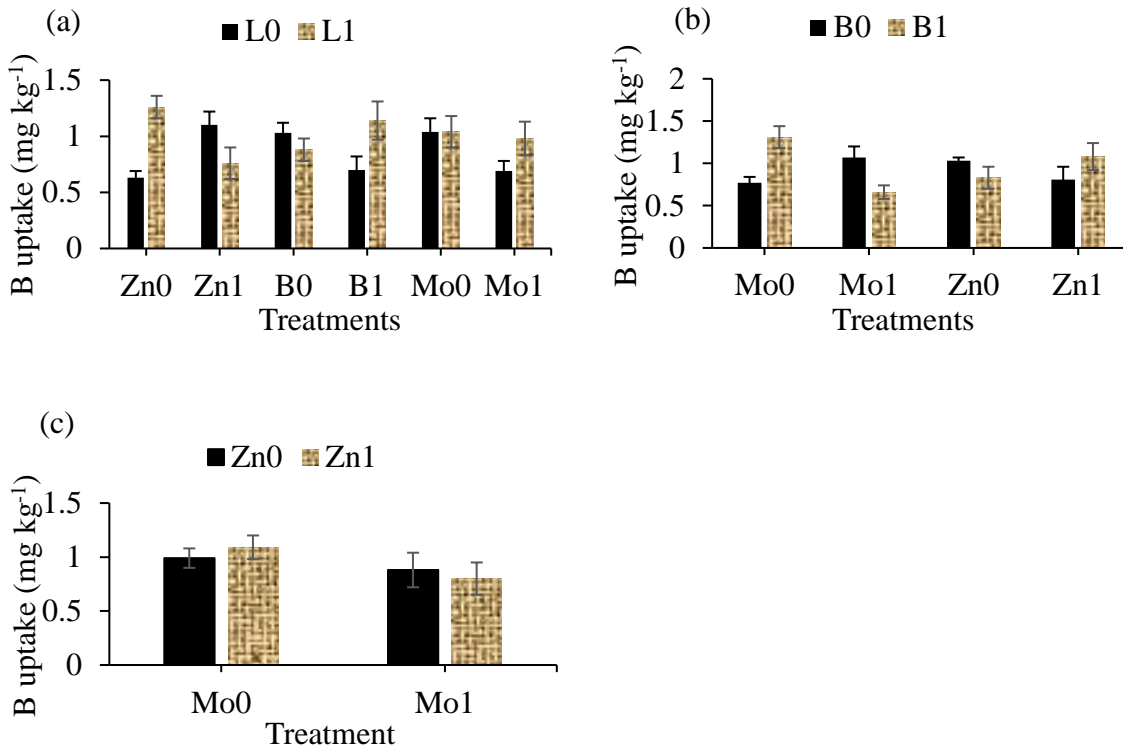 (a)
L0 L1
B uptake (mg kg-1)
1.5
1
0.5
0
Zn0 Zn1 B0 B1 Mo0 Mo1
Treatments
(b)
B0 B1
B uptake (mg kg-1)
2
1.5
1
0.5
0
Mo0 Mo1 Zn0 Zn1
Treatments
(c)
Zn0 Zn1
B uptake (mg kg-1)
1.5
1
0.5
0
Mo0 Mo1
Treatment